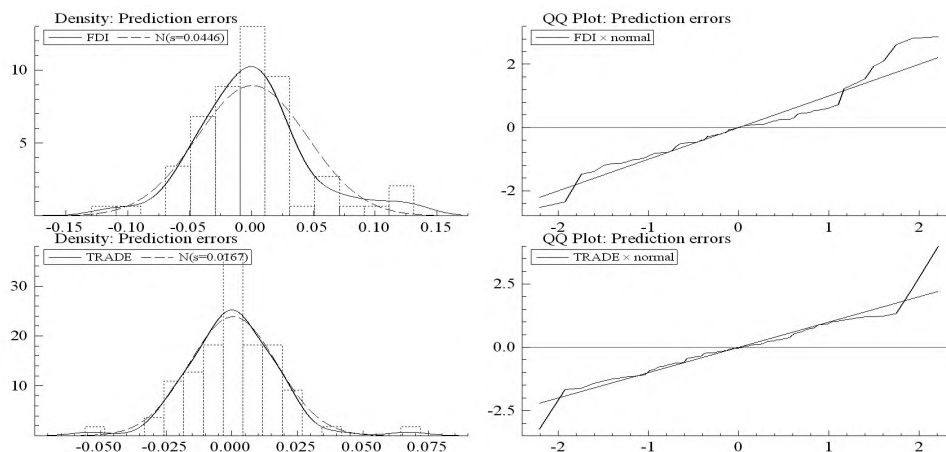 Density: Prediction errors
FDI N(s=0.0446)
10
5
-0.15 -0.10 -0.05 0.00 0.05 0.10 0.15
QQ Plot: Prediction errors
FDI × normal
2
0
-2
-2 -1 0 1 2
Density: Prediction errors
TRADE N(s=0.0167)
30
20
10
-0.050 -0.025 0.000 0.025 0.050 0.075
QQ Plot: Prediction errors
TRADE × normal
2.5
0.0
-2.5
-2 -1 0 1 2